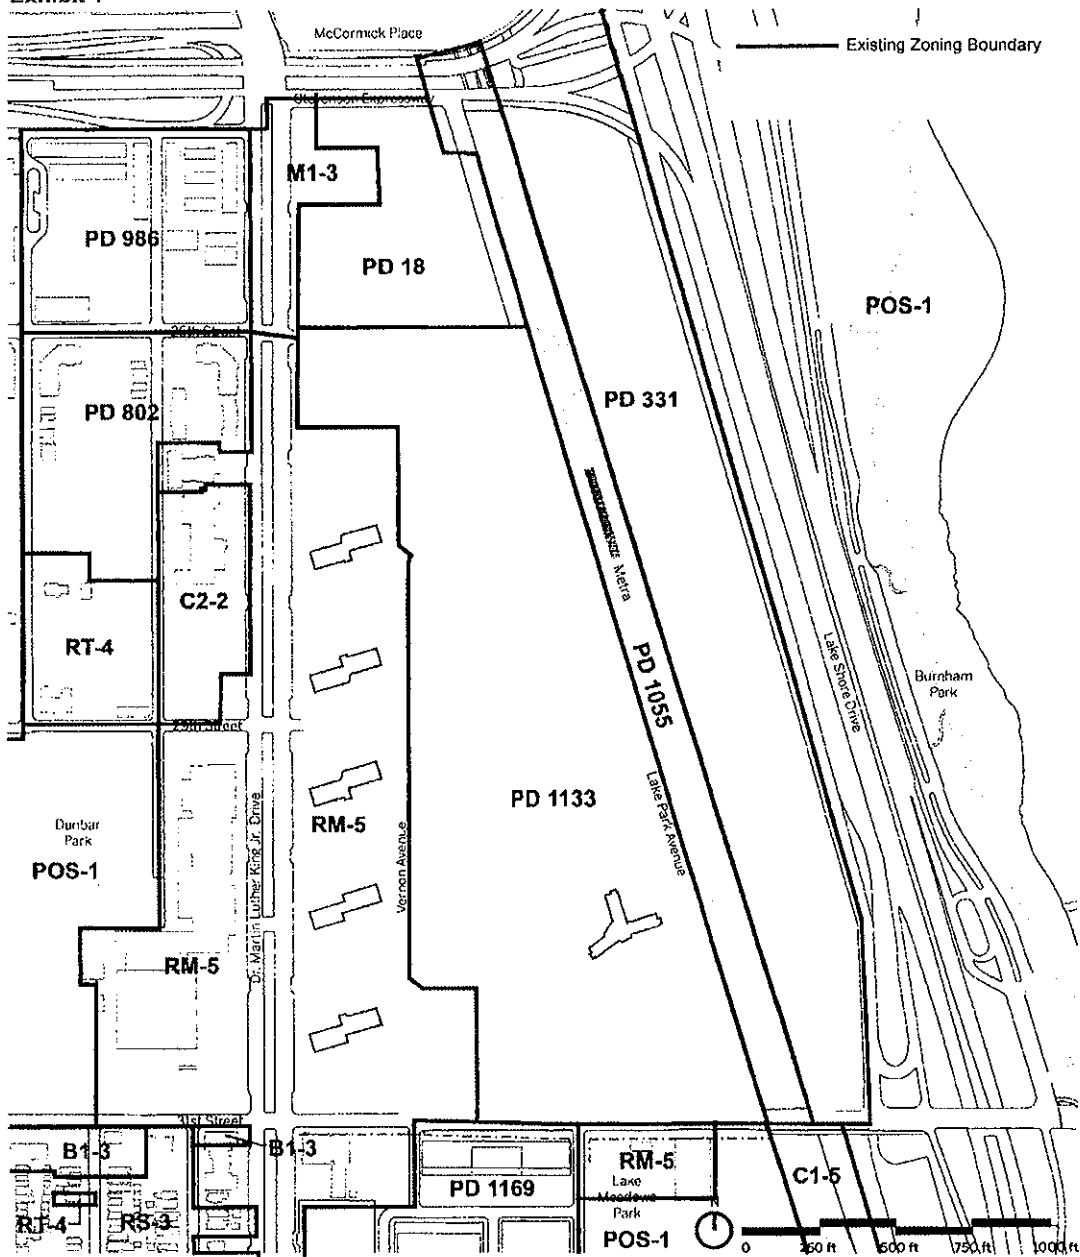 McCormick Place
Existing Zoning Boundary
Stevenson Expressway
M1-3
PD 986
PD 18
POS-1
26th Street
PD 331
PD 802
Metra
C2-2
RT-4
PD 1055
Lake Shore Drive
Burnham
Park
29th Street
Lake Park Avenue
PD 1133
Dunbar
Park
RM-5
Vernon Avenue
Dr. Martin Luther King Jr. Drive
POS-1
RM-5
31st Street
B1-3
B1-3
RM-5
Lake
Meadows
Park
C1-5
PD 1169
RT-4
RS-3
POS-1
0 250 ft 500 ft 750 ft 1000 ft